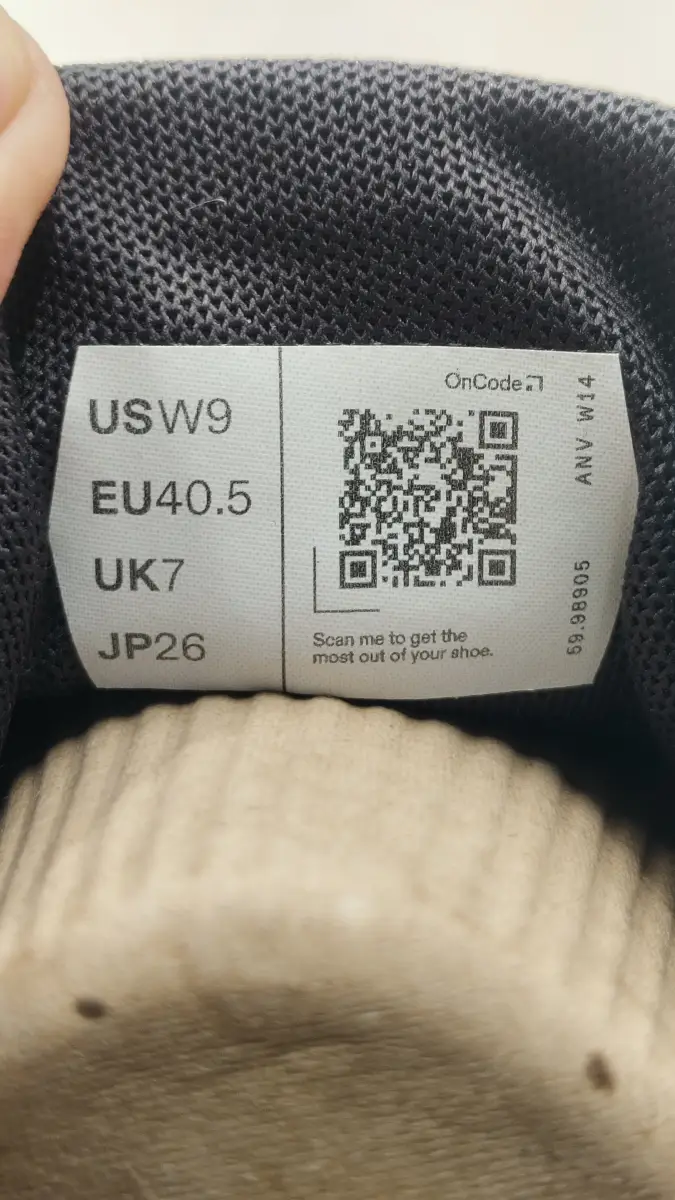 USW9
EU40.5
UK7
JP26
OnCode
Scan me to get the
most out of your shoe.
ANV W14
59.98905